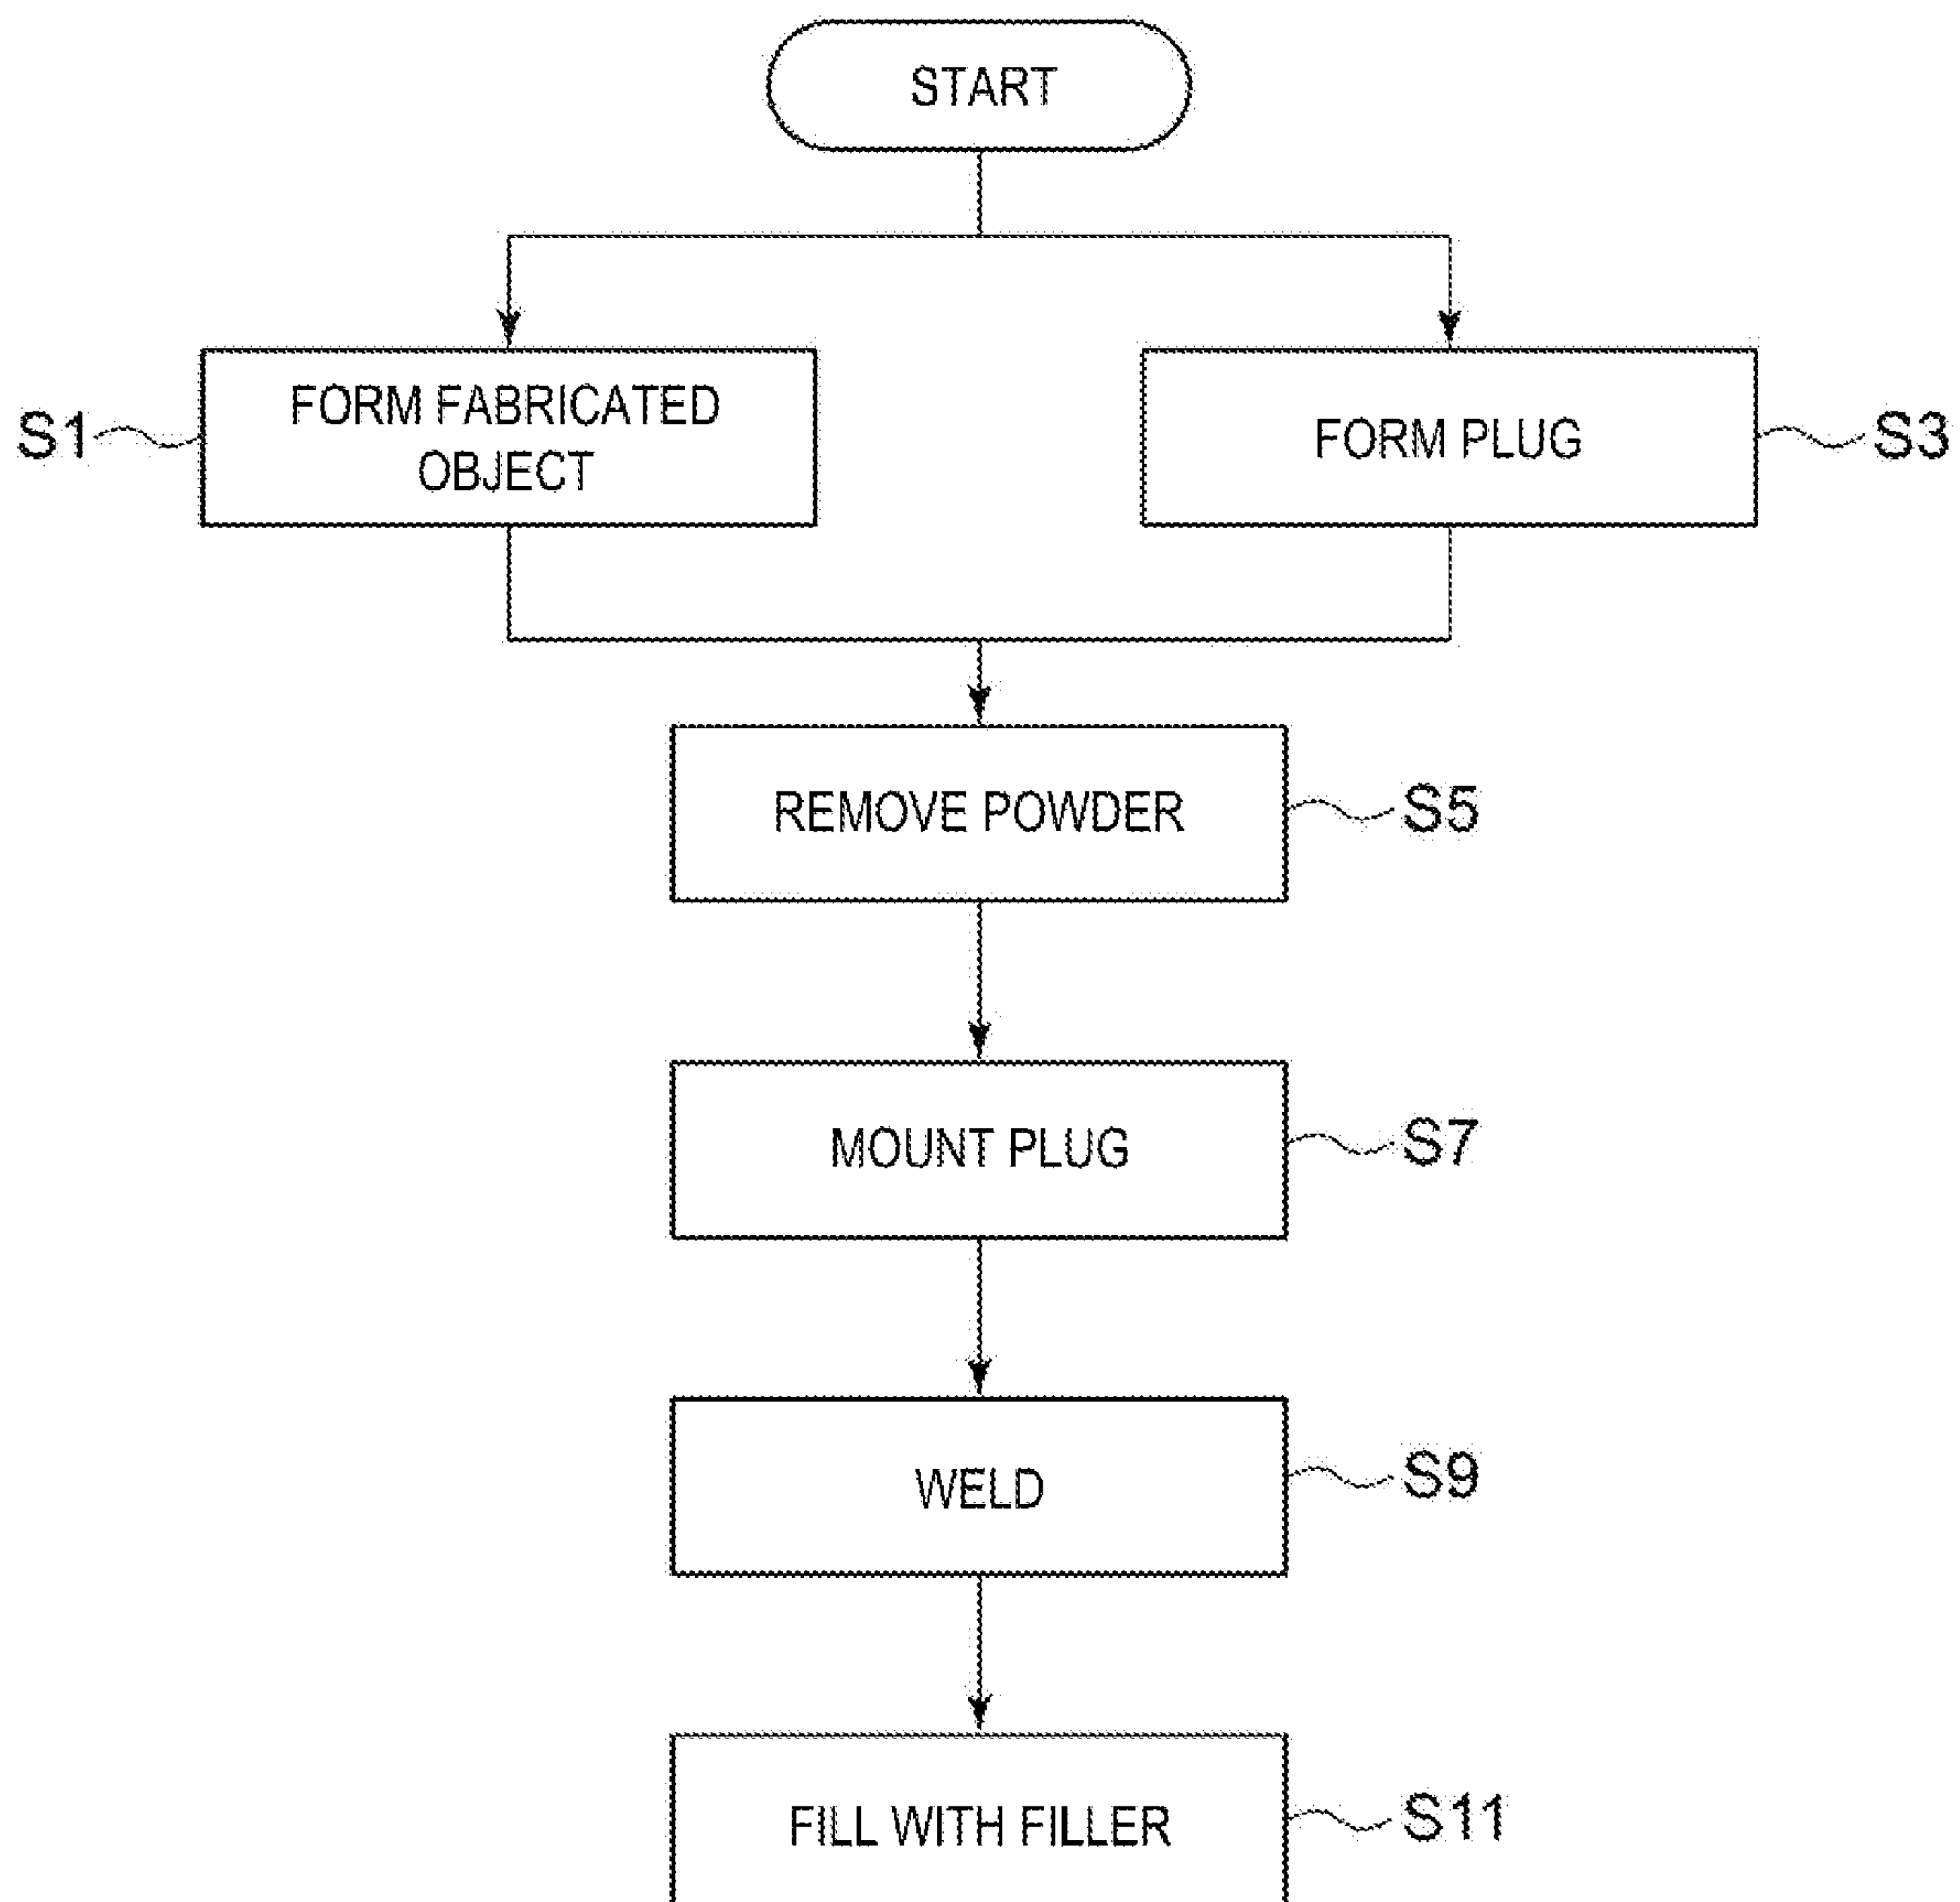 START
S1
FORM FABRICATED
OBJECT
FORM PLUG
S3
REMOVE POWDER
S5
MOUNT PLUG
S7
WELD
S9
FILL WITH FILLER
S11